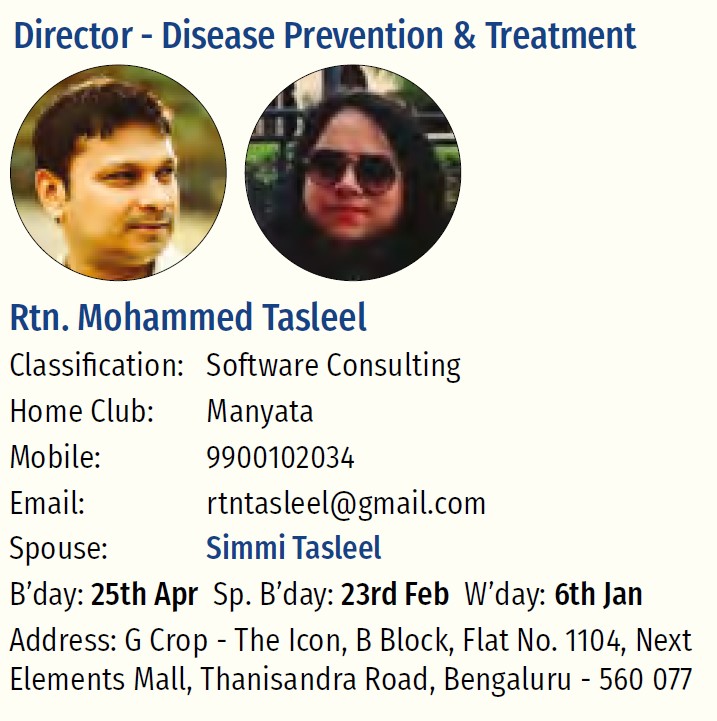 Director - Disease Prevention & Treatment
Rtn. Mohammed Tasleel
Classification: Software Consulting
Home Club: Manyata
Mobile: 9900102034
Email: rtntasleel@gmail.com
Spouse: Simmi Tasleel
B’day: 25th Apr Sp. B’day: 23rd Feb W’day: 6th Jan
Address: G Crop - The Icon, B Block, Flat No. 1104, Next
Elements Mall, Thanisandra Road, Bengaluru - 560 077